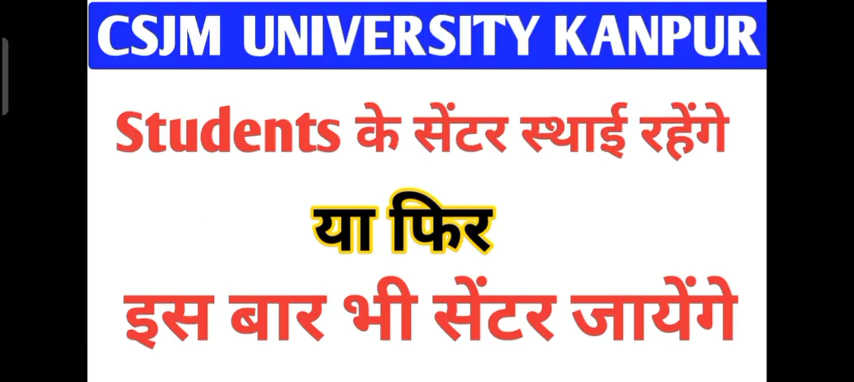 CSJM UNIVERSITY KANPUR
Students के सेंटर स्थाई रहेंगे
या फिर
इस बार भी सेंटर जायेंगे